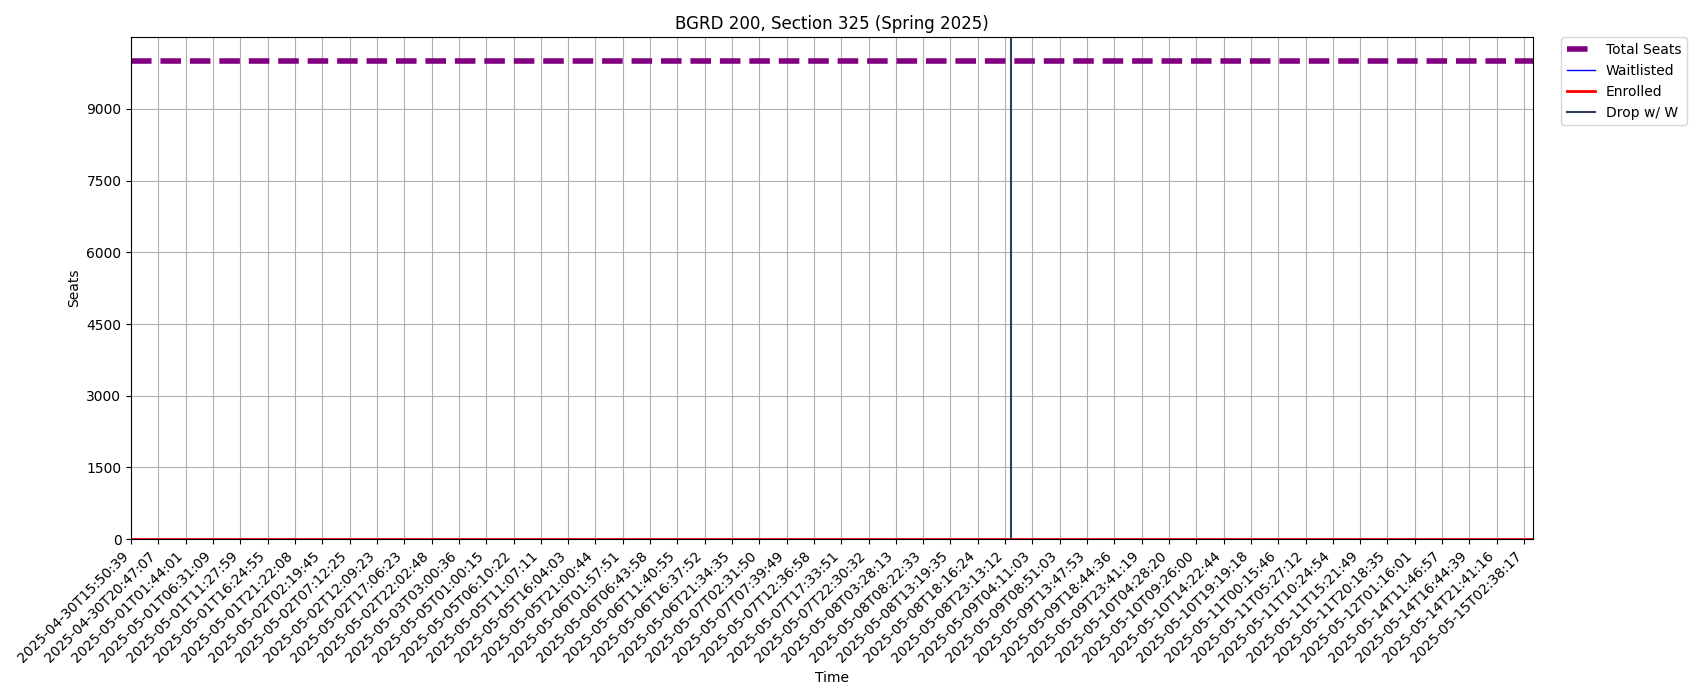 BGRD 200, Section 325 (Spring 2025)
Total Seats
Waitlisted
Enrolled
Drop w/ W
Seats
9000
7500
6000
4500
3000
1500
0
2025-04-30T15:50:39
2025-04-30T20:47:07
2025-05-01T01:44:01
2025-05-01T06:31:09
2025-05-01T11:27:59
2025-05-01T16:24:55
2025-05-01T21:22:08
2025-05-02T02:19:45
2025-05-02T07:12:25
2025-05-02T12:09:23
2025-05-02T17:06:23
2025-05-02T22:02:48
2025-05-03T03:00:36
2025-05-05T01:00:15
2025-05-05T06:10:22
2025-05-05T11:07:11
2025-05-05T16:04:03
2025-05-05T21:00:44
2025-05-06T01:57:51
2025-05-06T06:43:58
2025-05-06T11:40:55
2025-05-06T16:37:52
2025-05-06T21:34:35
2025-05-07T02:31:50
2025-05-07T07:39:49
2025-05-07T12:36:58
2025-05-07T17:33:51
2025-05-07T22:30:32
2025-05-08T03:28:13
2025-05-08T08:22:33
2025-05-08T13:19:35
2025-05-08T18:16:24
2025-05-08T23:13:12
2025-05-09T04:11:03
2025-05-09T08:51:03
2025-05-09T13:47:53
2025-05-09T18:44:36
2025-05-09T23:41:19
2025-05-10T04:28:20
2025-05-10T09:26:00
2025-05-10T14:22:44
2025-05-10T19:19:18
2025-05-11T00:15:46
2025-05-11T05:27:12
2025-05-11T10:24:54
2025-05-11T15:21:49
2025-05-11T20:18:35
2025-05-12T01:16:01
2025-05-14T11:46:57
2025-05-14T16:44:39
2025-05-14T21:41:16
2025-05-15T02:38:17
Time